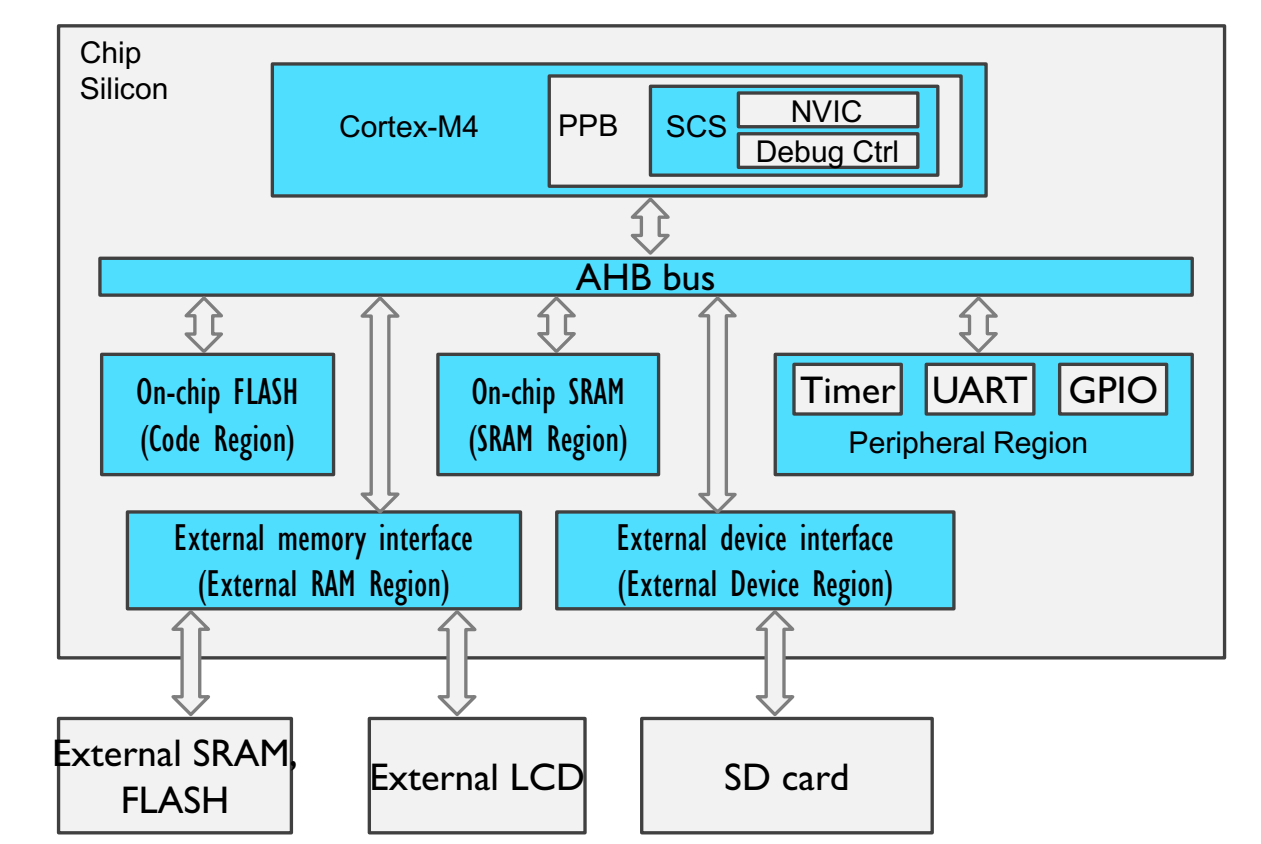 Chip
Silicon
Cortex-M4
PPB
SCS
NVIC
Debug Ctrl
AHB bus
On-chip FLASH
(Code Region)
On-chip SRAM
(SRAM Region)
Timer
UART
GPIO
Peripheral Region
External memory interface
(External RAM Region)
External device interface
(External Device Region)
External SRAM,
FLASH
External LCD
SD card